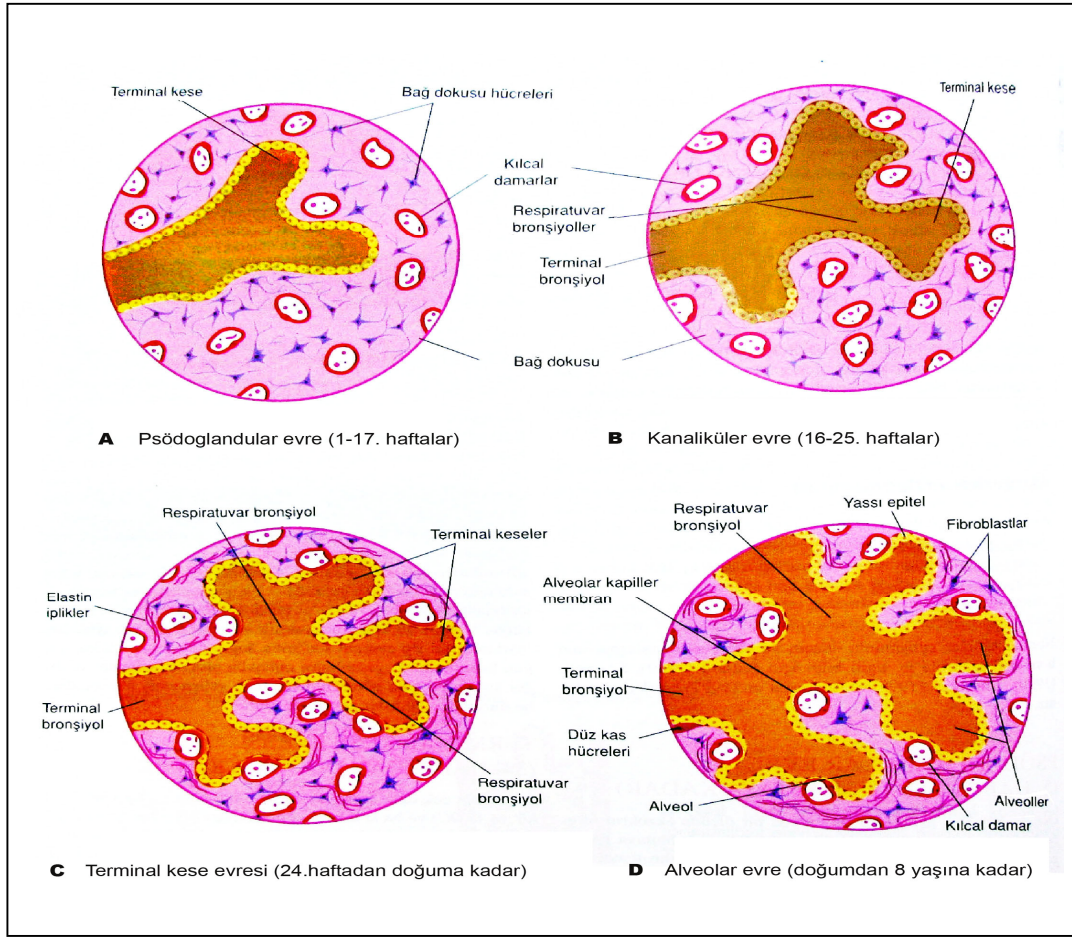 Terminal kese
Bağ dokusu hücreleri
Terminal kese
Kılcal
damarlar
Respiratuvar
bronşiyoller
Terminal
bronşiyol
Bağ dokusu
A Psödoglandular evre (1-17. haftalar)
B Kanaliküler evre (16-25. haftalar)
Respiratuvar bronşiyol
Terminal keseler
Elastin
iplikler
Terminal
bronşiyol
Respiratuvar
bronşiyol
Respiratuvar
bronşiyol
Yassı epitel
Fibroblastlar
Alveolar kapiller
membran
Terminal
bronşiyol
Düz kas
hücreleri
Alveol
Alveoller
Kılcal damar
C Terminal kese evresi (24.haftadan doğuma kadar)
D Alveolar evre (doğumdan 8 yaşına kadar)